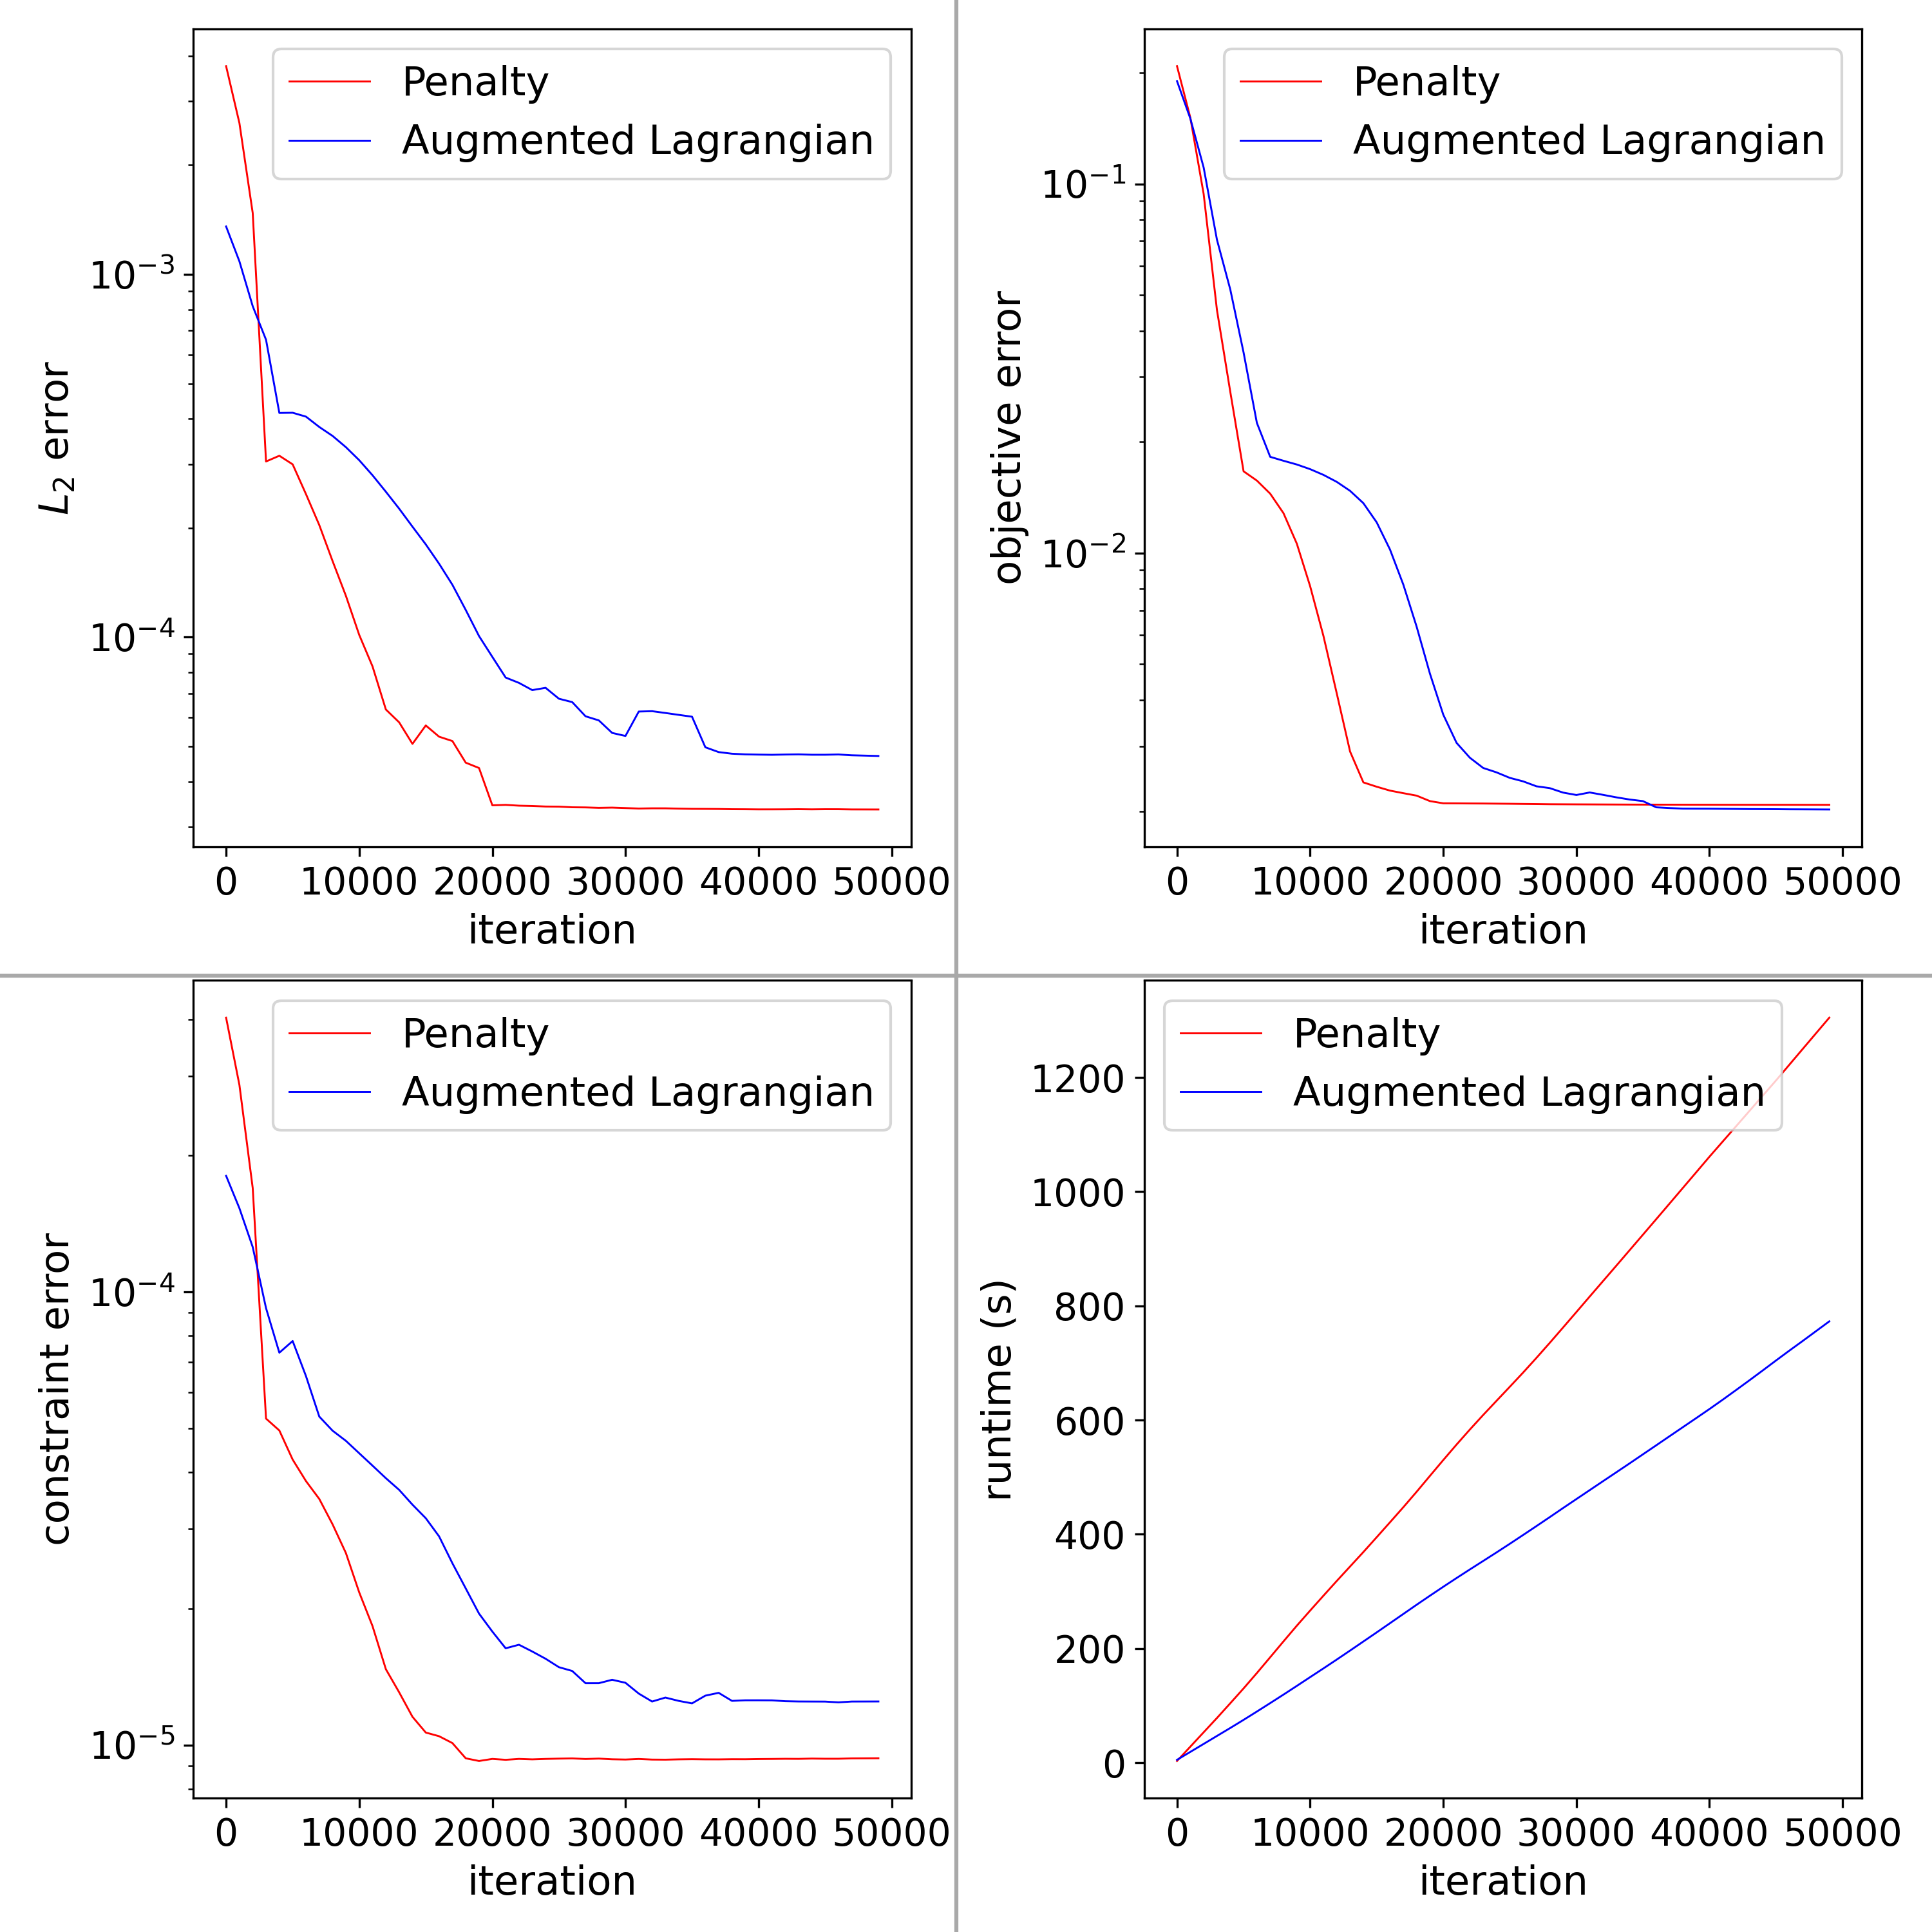 Penalty
Augmented Lagrangian
10⁻³
10⁻⁴
L₂ error
0 10000 20000 30000 40000 50000
iteration
Penalty
Augmented Lagrangian
10⁻¹
10⁻²
objective error
0 10000 20000 30000 40000 50000
iteration
Penalty
Augmented Lagrangian
10⁻⁴
10⁻⁵
constraint error
0 10000 20000 30000 40000 50000
iteration
Penalty
Augmented Lagrangian
1200
1000
800
600
400
200
0
runtime (s)
0 10000 20000 30000 40000 50000
iteration